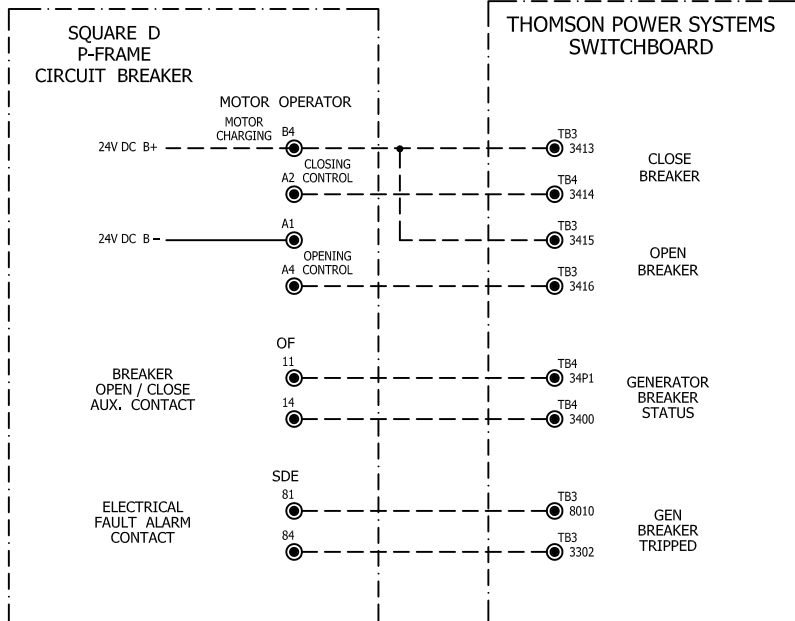 SQUARE D
P-FRAME
CIRCUIT BREAKER
THOMSON POWER SYSTEMS
SWITCHBOARD
MOTOR OPERATOR
MOTOR
CHARGING
B4
24V DC B+
TB3
3413
CLOSING
CONTROL
A2
TB4
3414
CLOSE
BREAKER
A1
24V DC B-
TB3
3415
OPENING
CONTROL
A4
TB3
3416
OPEN
BREAKER
OF
11
14
BREAKER
OPEN / CLOSE
AUX. CONTACT
TB4
34P1
TB4
3400
GENERATOR
BREAKER
STATUS
SDE
81
84
ELECTRICAL
FAULT ALARM
CONTACT
TB3
8010
TB3
3302
GEN
BREAKER
TRIPPED